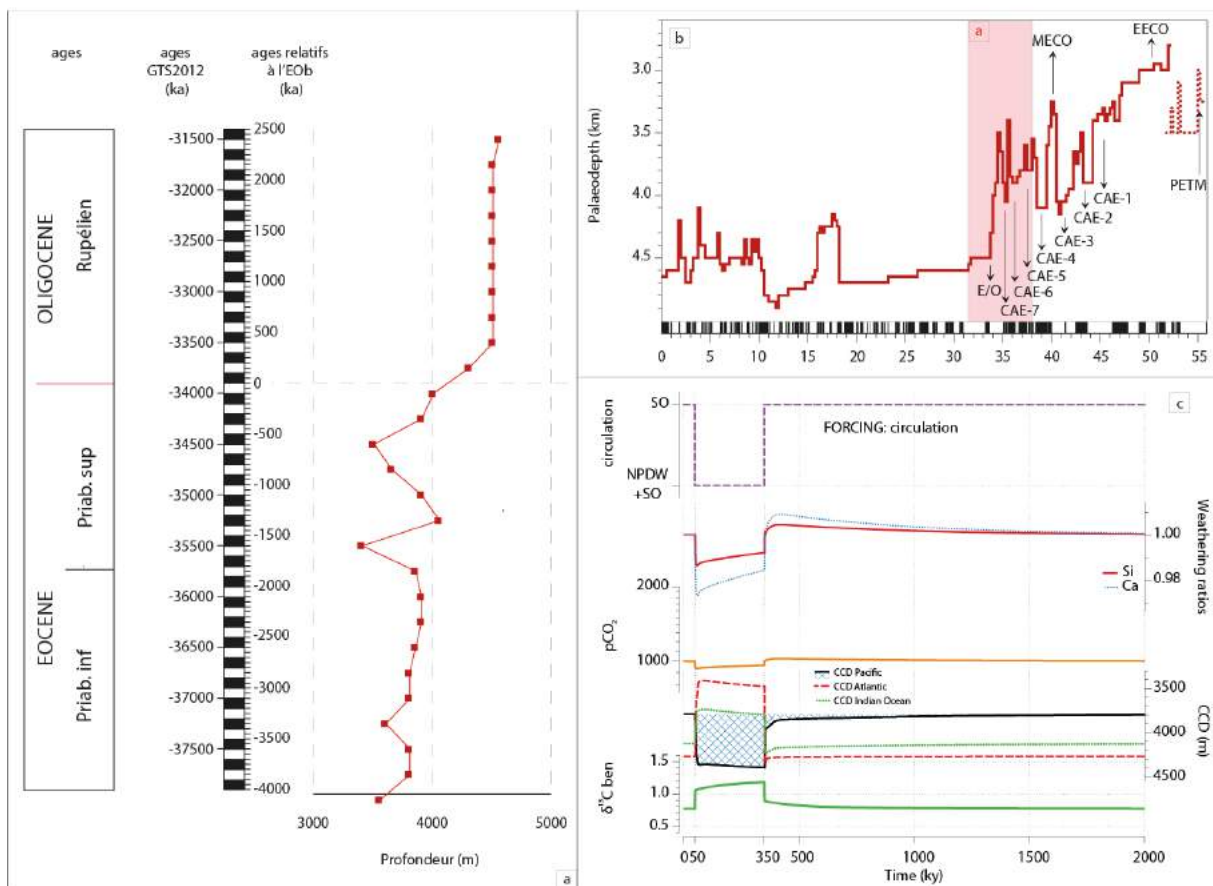 ages
ages
GTS2012
(ka)
ages relatifs
à l'EOb
(ka)
OLIGOCENE
Rupélien
EOCENE
Priab. sup
Priab. inf
-31500
-32000
-32500
-33000
-33500
-34000
-34500
-35000
-35500
-36000
-36500
-37000
-37500
2500
2000
1500
1000
500
0
-500
-1000
-1500
-2000
-2500
-3000
-3500
-4000
3000 4000 5000
Profondeur (m)
a
b
a
MECO
EECO
Palaeodepth (km)
3.0
3.5
4.0
4.5
PETM
CAE-1
CAE-2
CAE-3
CAE-4
CAE-5
CAE-6
CAE-7
E/O
0 5 10 15 20 25 30 35 40 45 50 55
c
circulation
SO
NPDW
+SO
FORCING: circulation
Weathering ratios
1.00
0.98
Si
Ca
pCO₂
2000
1000
CCD Pacific
CCD Atlantic
CCD Indian Ocean
CCD (m)
3500
4000
4500
δ¹³C ben
1.5
1.0
0.5
0 50 350 500 1000 1500 2000
Time (ky)